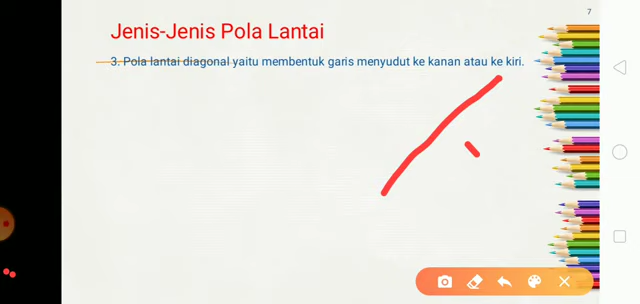 7
Jenis-Jenis Pola Lantai
3. Pola lantai diagonal yaitu membentuk garis menyudut ke kanan atau ke kiri.